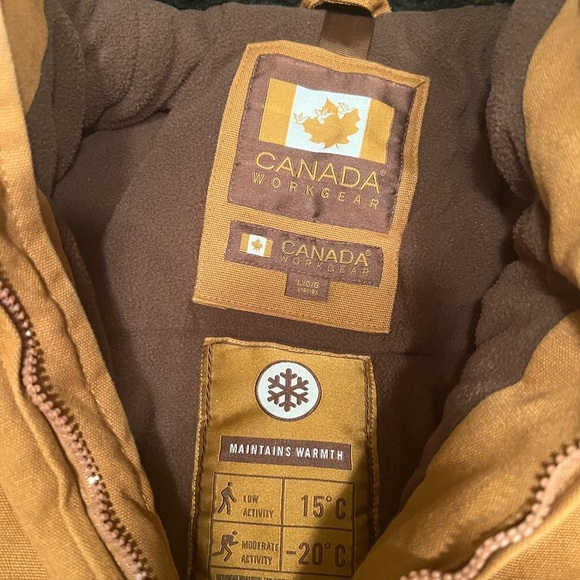 CANADA®
WORKGEAR
CANADA®
WORKGEAR
L/G/G
MAINTAINS WARMTH
LOW
ACTIVITY
15°C
MODERATE
ACTIVITY
-20°C